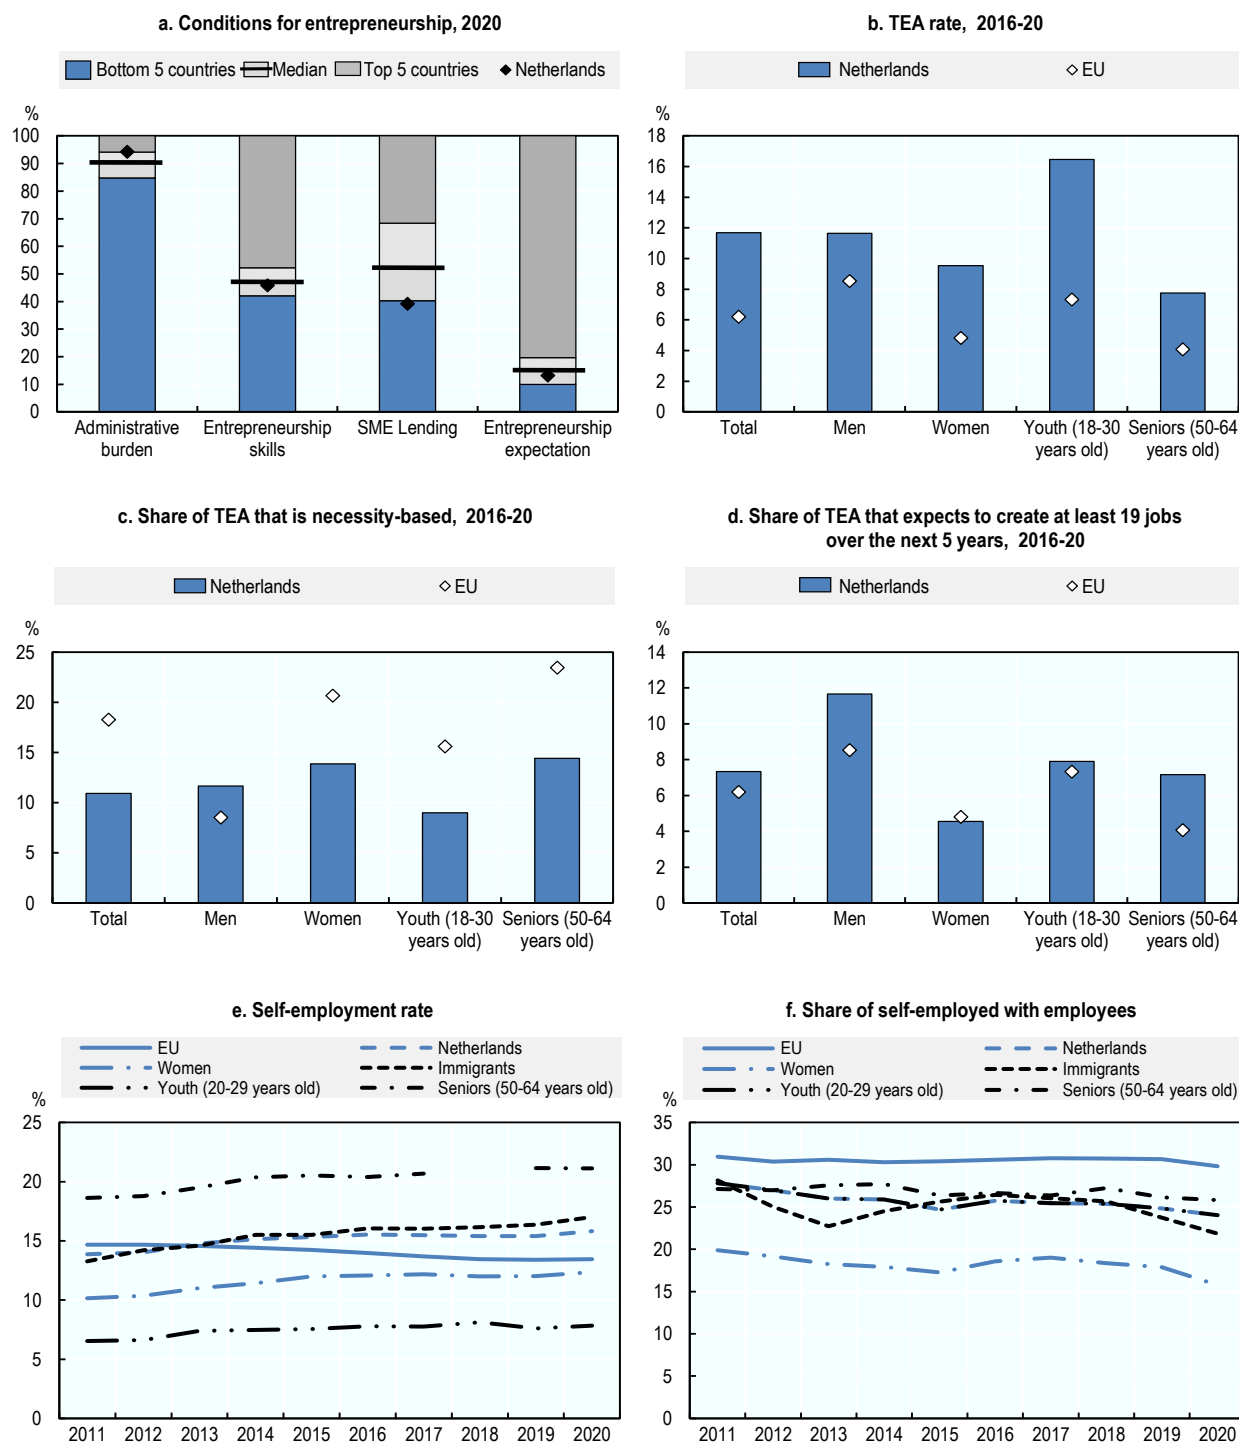 a. Conditions for entrepreneurship, 2020
Bottom 5 countries Median Top 5 countries Netherlands
%
100
90
80
70
60
50
40
30
20
10
0
Administrative burden
Entrepreneurship skills
SME Lending
Entrepreneurship expectation
b. TEA rate, 2016-20
Netherlands EU
%
18
16
14
12
10
8
6
4
2
0
Total
Men
Women
Youth (18-30 years old)
Seniors (50-64 years old)
c. Share of TEA that is necessity-based, 2016-20
Netherlands EU
%
25
20
15
10
5
0
Total
Men
Women
Youth (18-30 years old)
Seniors (50-64 years old)
d. Share of TEA that expects to create at least 19 jobs
over the next 5 years, 2016-20
Netherlands EU
%
14
12
10
8
6
4
2
0
Total
Men
Women
Youth (18-30 years old)
Seniors (50-64 years old)
e. Self-employment rate
EU Netherlands
Women Immigrants
Youth (20-29 years old) Seniors (50-64 years old)
%
25
20
15
10
5
0
2011 2012 2013 2014 2015 2016 2017 2018 2019 2020
f. Share of self-employed with employees
EU Netherlands
Women Immigrants
Youth (20-29 years old) Seniors (50-64 years old)
%
35
30
25
20
15
10
5
0
2011 2012 2013 2014 2015 2016 2017 2018 2019 2020